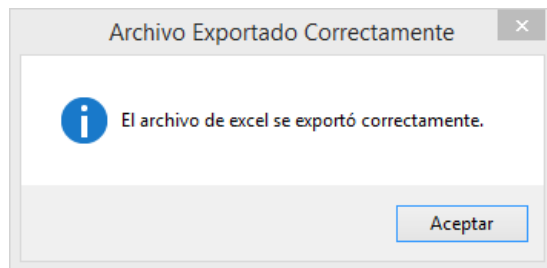 Archivo Exportado Correctamente
El archivo de excel se exportó correctamente.
Aceptar